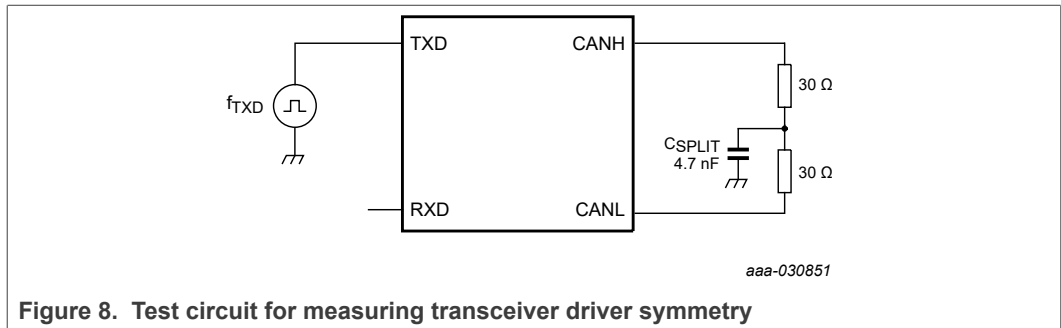 TXD
CANH
30 Ω
fTXD
CSPLIT
4.7 nF
30 Ω
RXD
CANL
aaa-030851
Figure 8. Test circuit for measuring transceiver driver symmetry